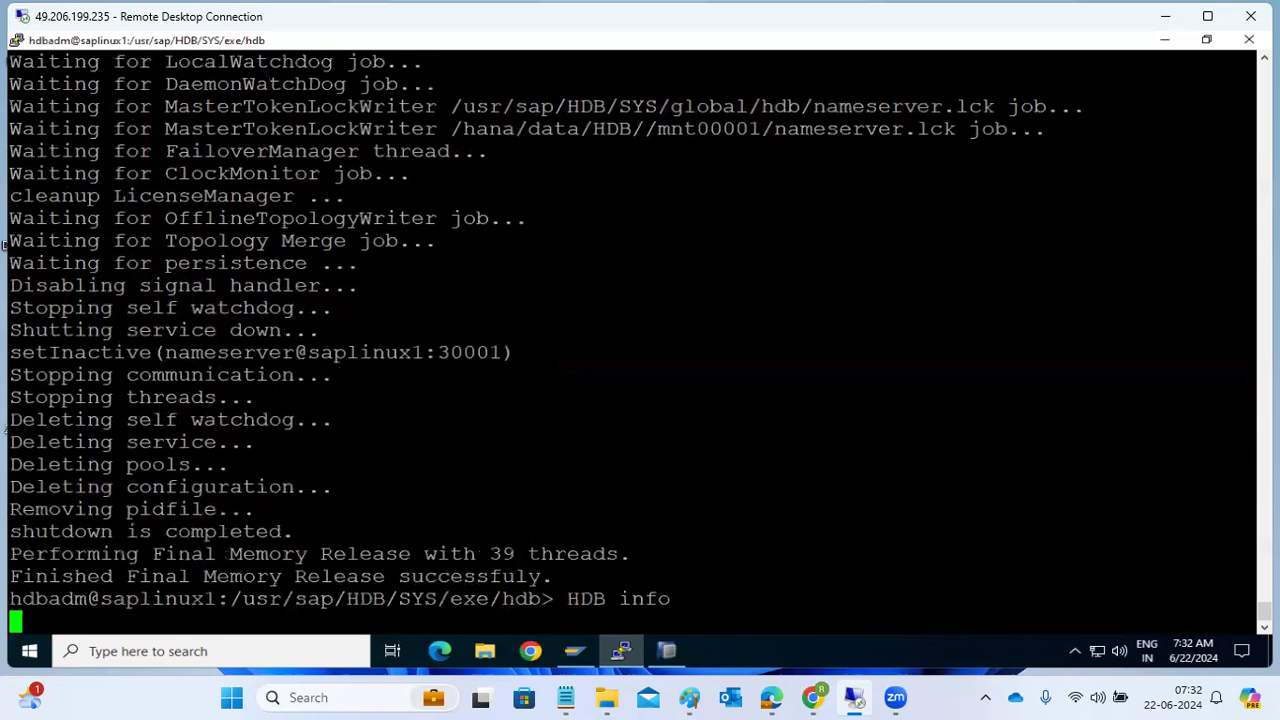 49.206.199.235 - Remote Desktop Connection
hdbadm@saplinux1:/usr/sap/HDB/SYS/exe/hdb
Waiting for LocalWatchdog job...
Waiting for DaemonWatchDog job...
Waiting for MasterTokenLockWriter /usr/sap/HDB/SYS/global/hdb/nameserver.lck job...
Waiting for MasterTokenLockWriter /hana/data/HDB//mnt00001/nameserver.lck job...
Waiting for FailoverManager thread...
Waiting for ClockMonitor job...
cleanup LicenseManager ...
Waiting for OfflineTopologyWriter job...
Waiting for Topology Merge job...
Waiting for persistence ...
Disabling signal handler...
Stopping self watchdog...
Shutting service down...
setInactive(nameserver@saplinux1:30001)
Stopping communication...
Stopping threads...
Deleting self watchdog...
Deleting service...
Deleting pools...
Deleting configuration...
Removing pidfile...
shutdown is completed.
Performing Final Memory Release with 39 threads.
Finished Final Memory Release successfuly.
hdbadm@saplinux1:/usr/sap/HDB/SYS/exe/hdb> HDB info
Type here to search
ENG
IN
7:32 AM
6/22/2024
1
Search
R
zm
07:32
22-06-2024
PRE